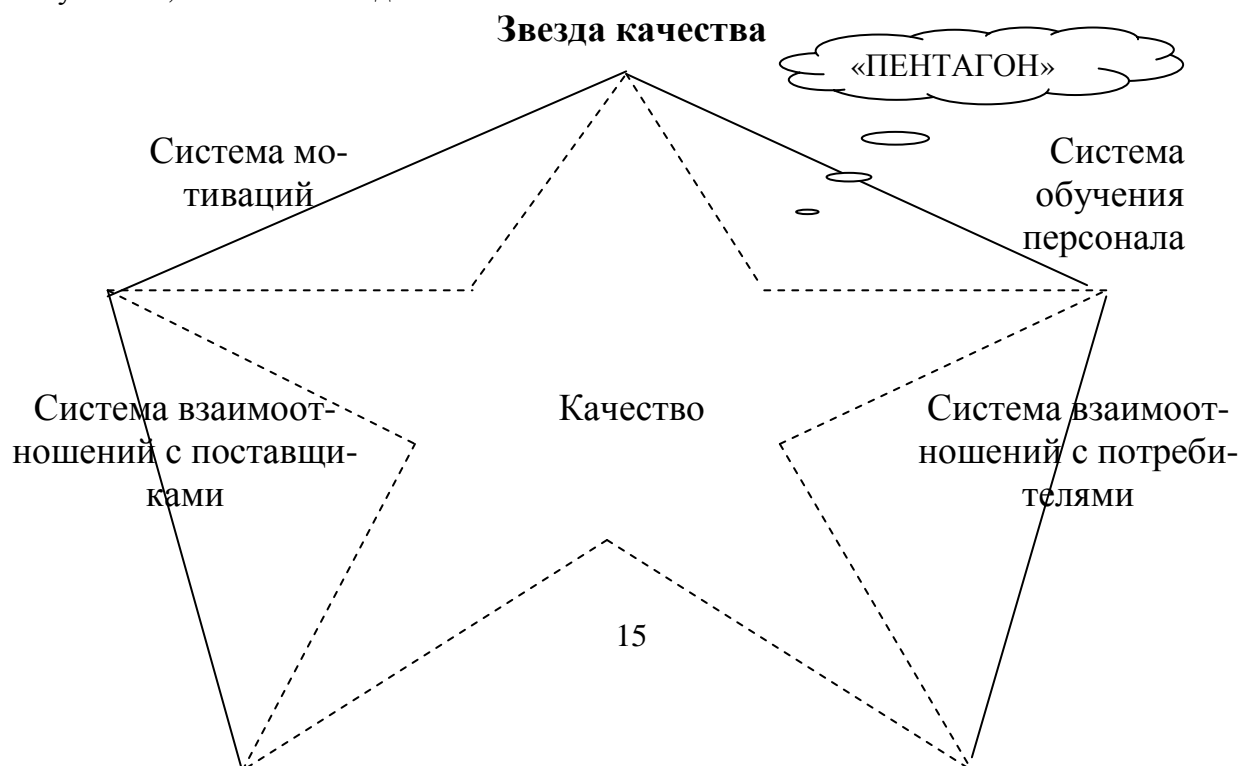 Звезда качества
«ПЕНТАГОН»
Система мо-
тиваций
Система
обучения
персонала
Система взаимоот-
ношений с поставщи-
ками
Качество
Система взаимоот-
ношений с потреби-
телями
15